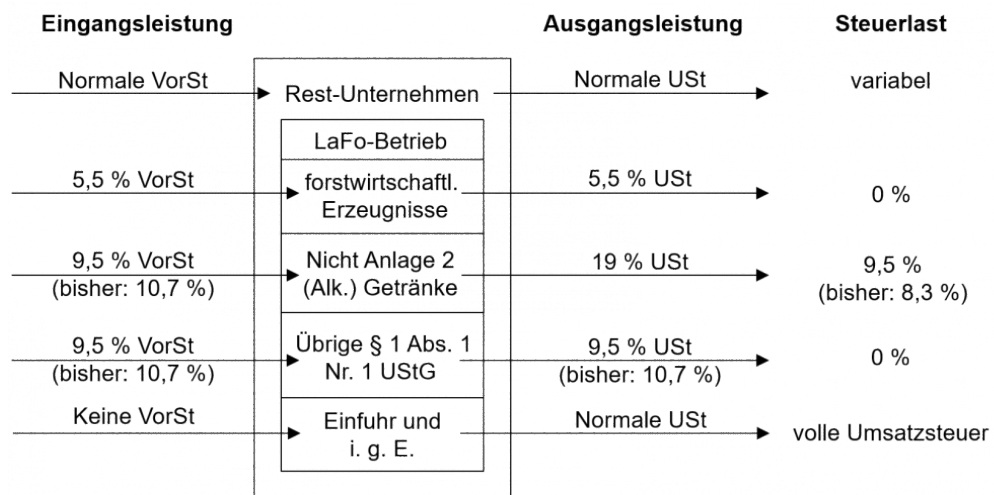 Eingangsleistung Ausgangsleistung Steuerlast
Normale VorSt Rest-Unternehmen Normale USt variabel
LaFo-Betrieb
5,5 % VorSt forstwirtschaftl. 5,5 % USt 0 %
Erzeugnisse
9,5 % VorSt Nicht Anlage 2 19 % USt 9,5 %
(bisher: 10,7 %) (Alk.) Getränke (bisher: 8,3 %)
9,5 % VorSt Übrige § 1 Abs. 1 9,5 % USt 0 %
(bisher: 10,7 %) Nr. 1 UStG (bisher: 10,7 %)
Keine VorSt Einfuhr und Normale USt volle Umsatzsteuer
i. g. E.